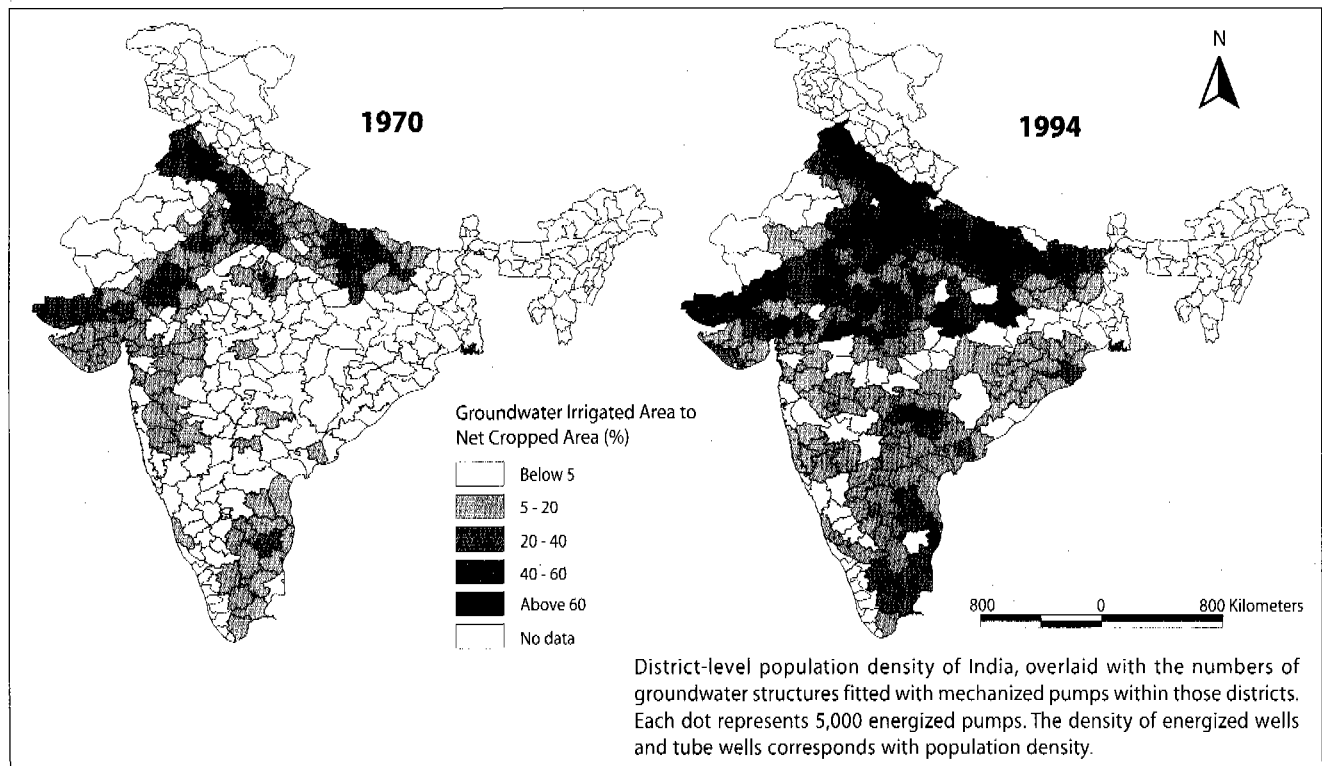 N
1970
1994
Groundwater Irrigated Area to
Net Cropped Area (%)
Below 5
5 - 20
20 - 40
40 - 60
Above 60
No data
800 0 800 Kilometers
District-level population density of India, overlaid with the numbers of
groundwater structures fitted with mechanized pumps within those districts.
Each dot represents 5,000 energized pumps. The density of energized wells
and tube wells corresponds with population density.